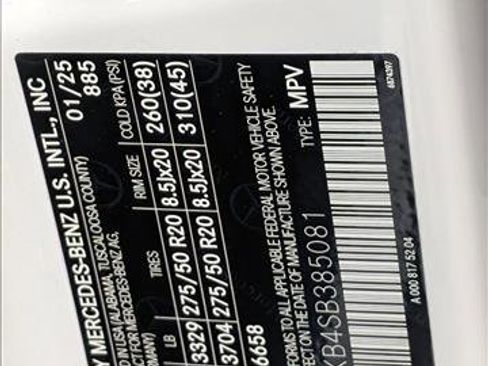 Y MERCEDES-BENZ U.S. INTL., INC
01/25
D IN USA (ALABAMA, TUSCALOOSA COUNTY) 885
CT FOR MERCEDES-BENZ AG,
MANY)
LB TIRES RIM SIZE COLD KPA (PSI)
3329 275/50 R20 8.5Jx20 260(38)
3704 275/50 R20 8.5Jx20 310(45)
6658
FORMS TO ALL APPLICABLE FEDERAL MOTOR VEHICLE SAFETY
FFECT ON THE DATE OF MANUFACTURE SHOWN ABOVE.
KB4SB385081 TYPE: MPV
A 000 817 52 04